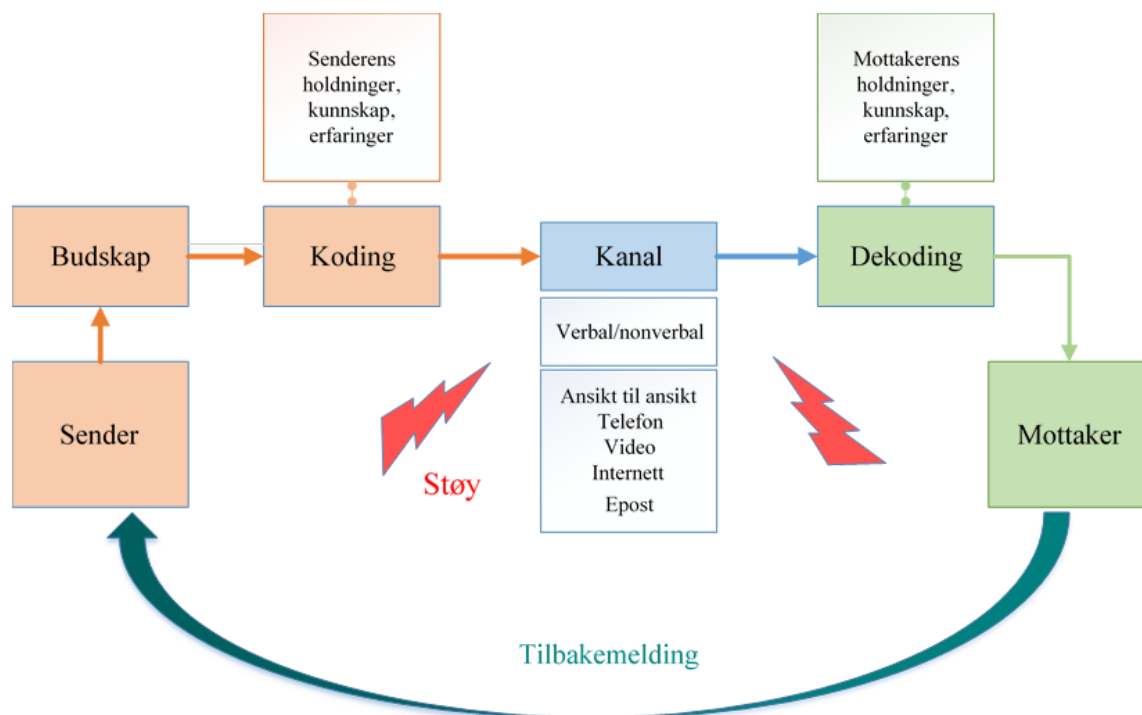 Senderens
holdninger,
kunnskap,
erfaringer
Mottakerens
holdninger,
kunnskap,
erfaringer
Budskap
Koding
Kanal
Dekoding
Verbal/nonverbal
Ansikt til ansikt
Telefon
Video
Internett
Epost
Sender
Støy
Mottaker
Tilbakemelding